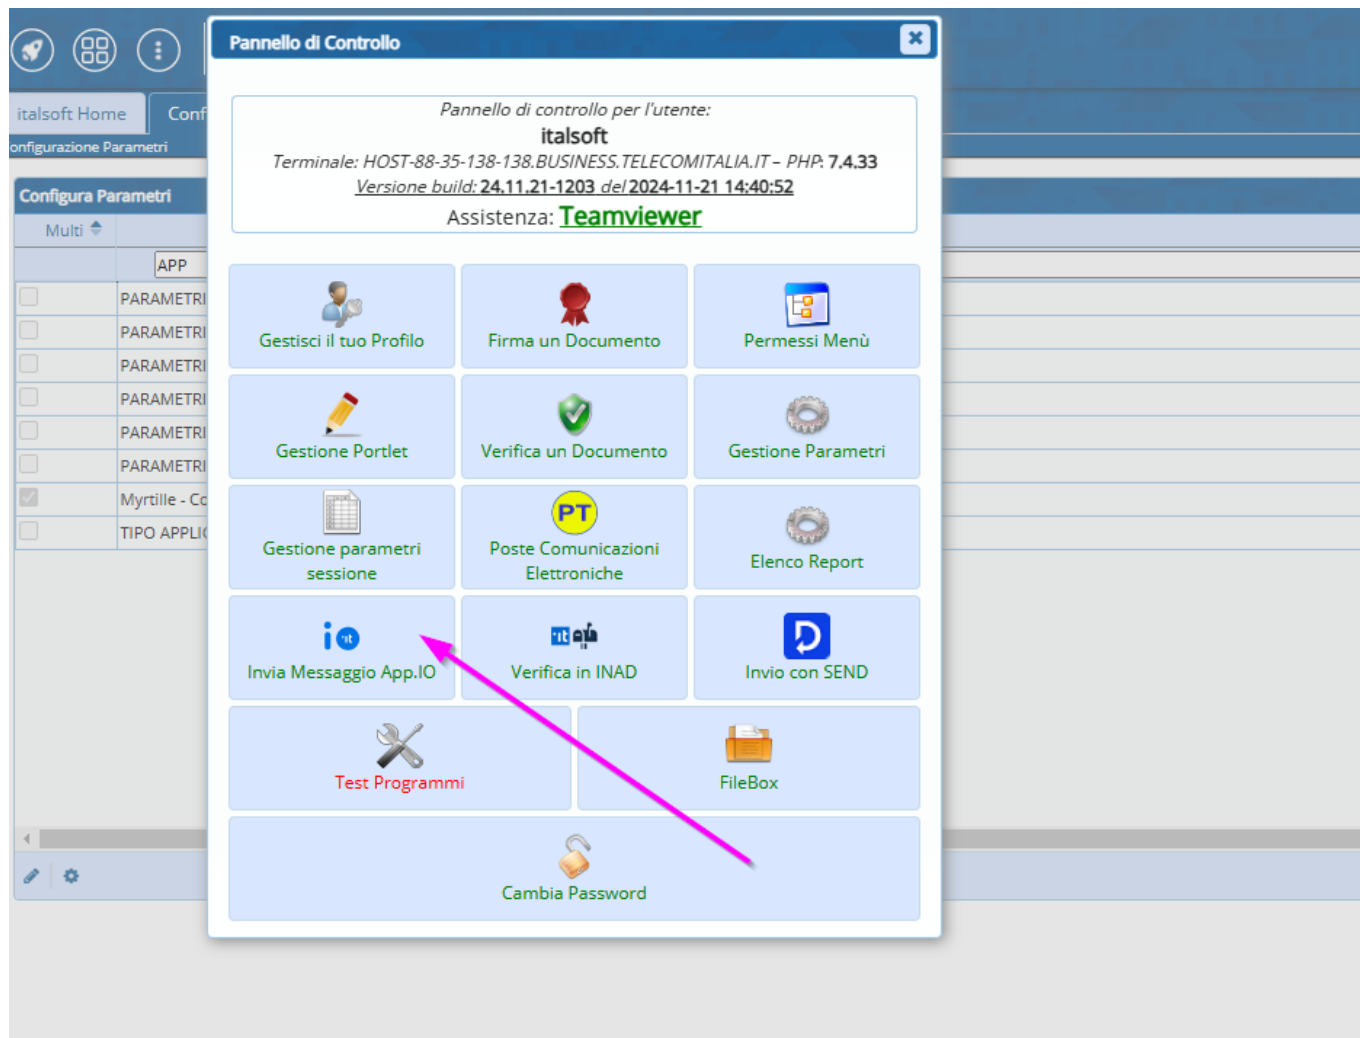 Pannello di Controllo
italsoft Home
Conf
onfigurazione Parametri
Pannello di controllo per l'utente:
italsoft
Terminale: HOST-88-35-138-138.BUSINESS.TELECOMITALIA.IT – PHP: 7.4.33
Versione build: 24.11.21-1203 del 2024-11-21 14:40:52
Assistenza: Teamviewer
Configura Parametri
Multi
APP
PARAMETRI
PARAMETRI
PARAMETRI
PARAMETRI
PARAMETRI
PARAMETRI
Myrtille - Co
TIPO APPLIC
Gestisci il tuo Profilo
Firma un Documento
Permessi Menù
Gestione Portlet
Verifica un Documento
Gestione Parametri
PT
Gestione parametri
sessione
Poste Comunicazioni
Elettroniche
Elenco Report
Invia Messaggio App.IO
Verifica in INAD
Invio con SEND
Test Programmi
FileBox
Cambia Password